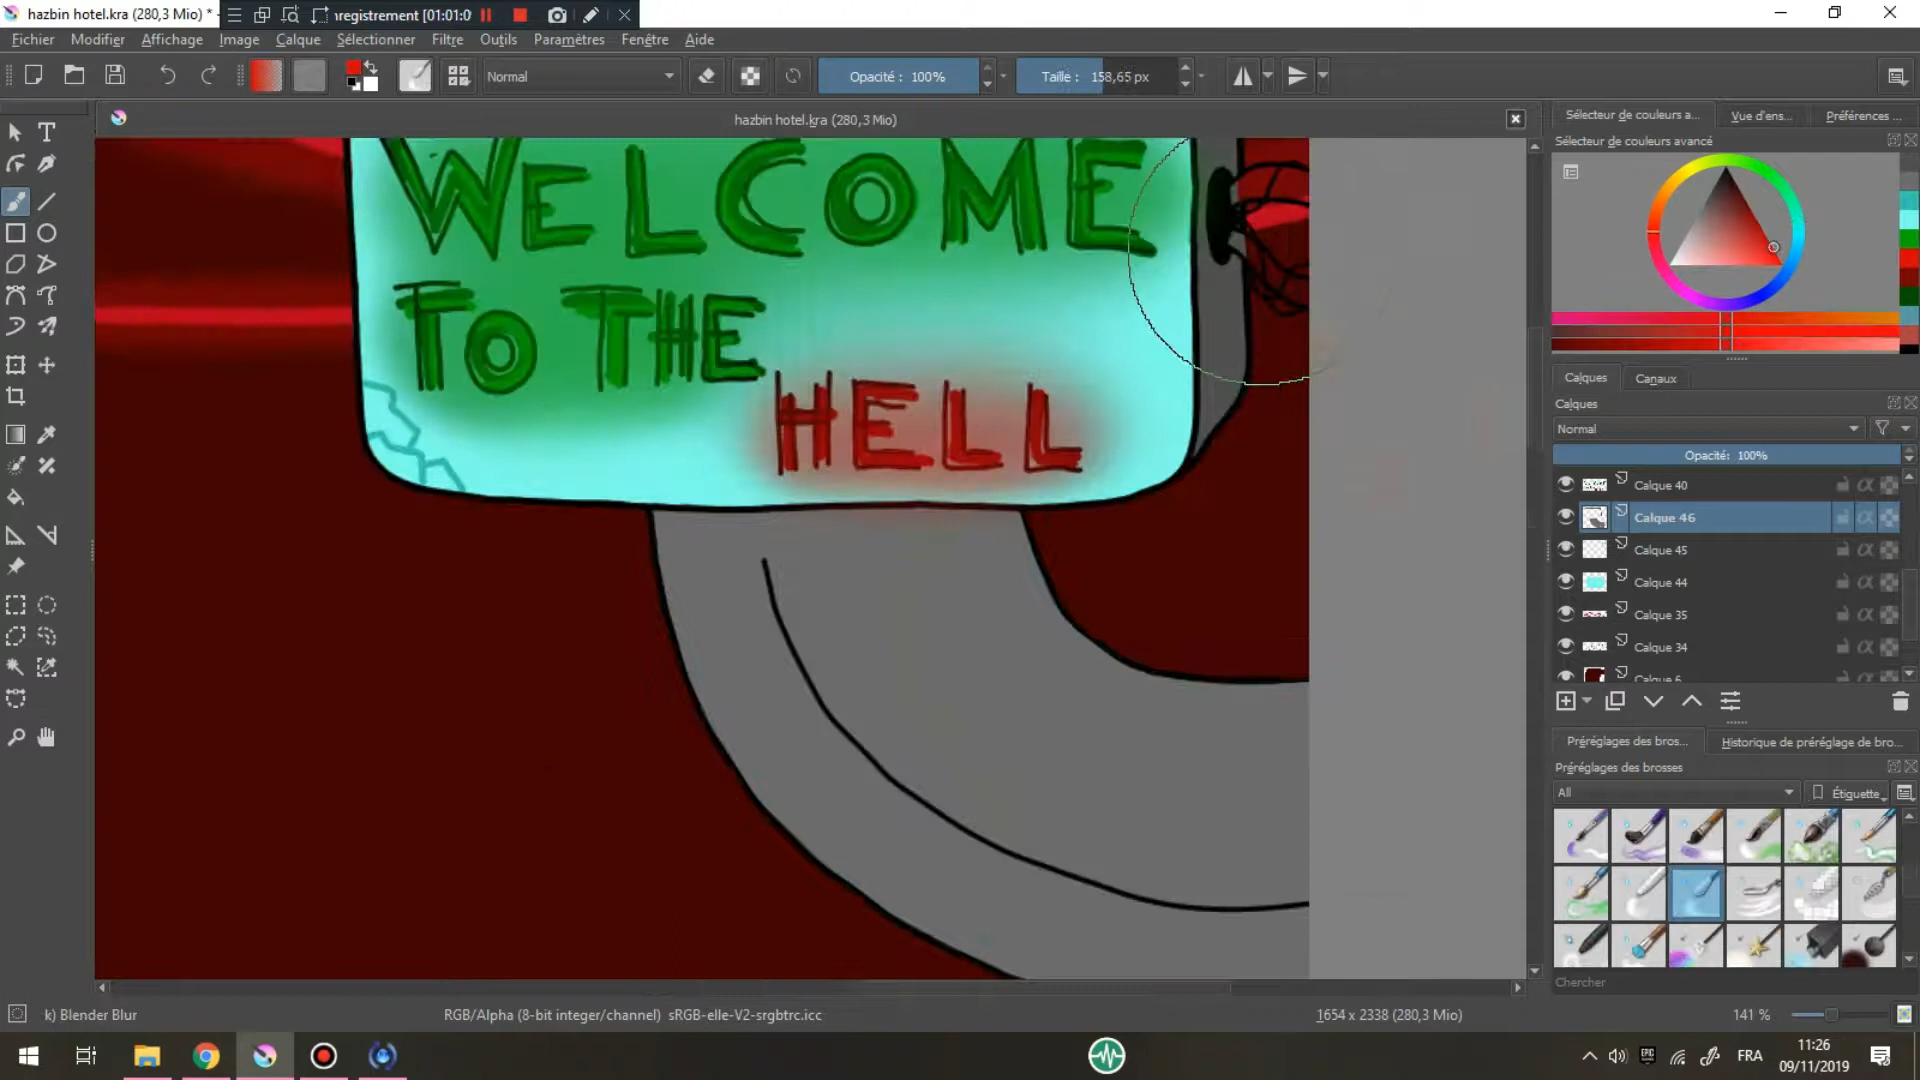 hazbin hotel.kra (280,3 Mio) *
nregistrement [01:01:0
Fichier Modifier Affichage Image Calque Sélectionner Filtre Outils Paramètres Fenêtre Aide
Normal
Opacité : 100%
Taille : 158,65 px
hazbin hotel.kra (280,3 Mio)
Sélecteur de couleurs a... Vue d'ens... Préférences ...
Sélecteur de couleurs avancé
WELCOME
TO THE
HELL
Calques Canaux
Calques
Normal
Opacité: 100%
Calque 40
Calque 46
Calque 45
Calque 44
Calque 35
Calque 34
Calque 6
Préréglages des bros... Historique de préréglage de bro...
Préréglages des brosses
All
Étiquette
Chercher
k) Blender Blur
RGB/Alpha (8-bit integer/channel) sRGB-elle-V2-srgbtrc.icc
1654 x 2338 (280,3 Mio)
141 %
FRA
11:26
09/11/2019